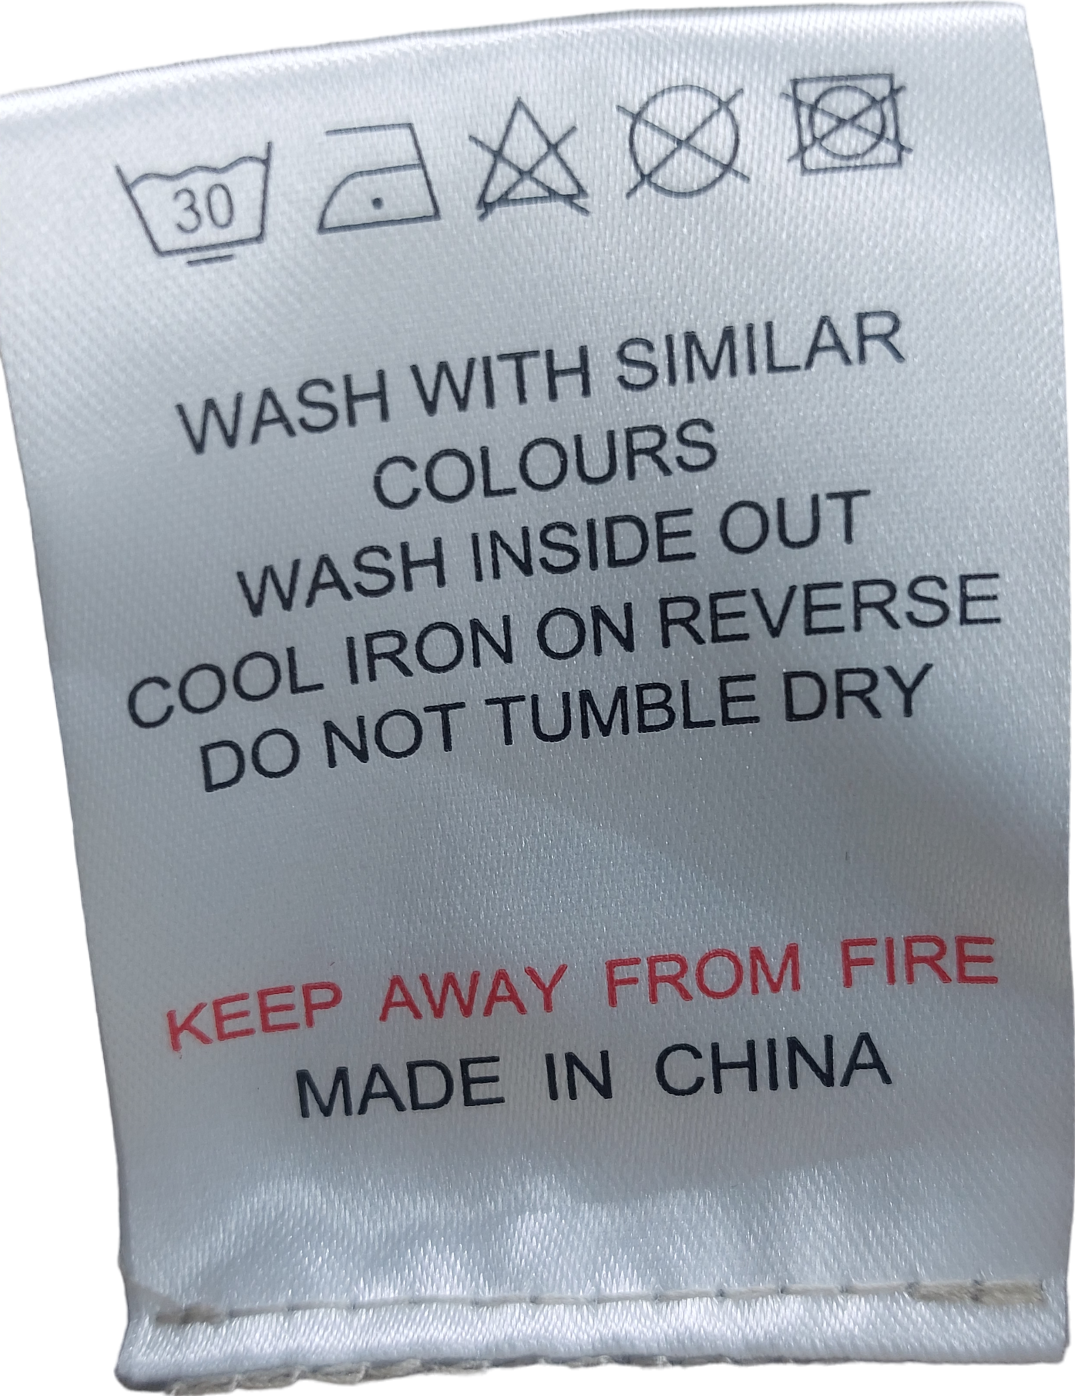 30
WASH WITH SIMILAR
COLOURS
WASH INSIDE OUT
COOL IRON ON REVERSE
DO NOT TUMBLE DRY
KEEP AWAY FROM FIRE
MADE IN CHINA